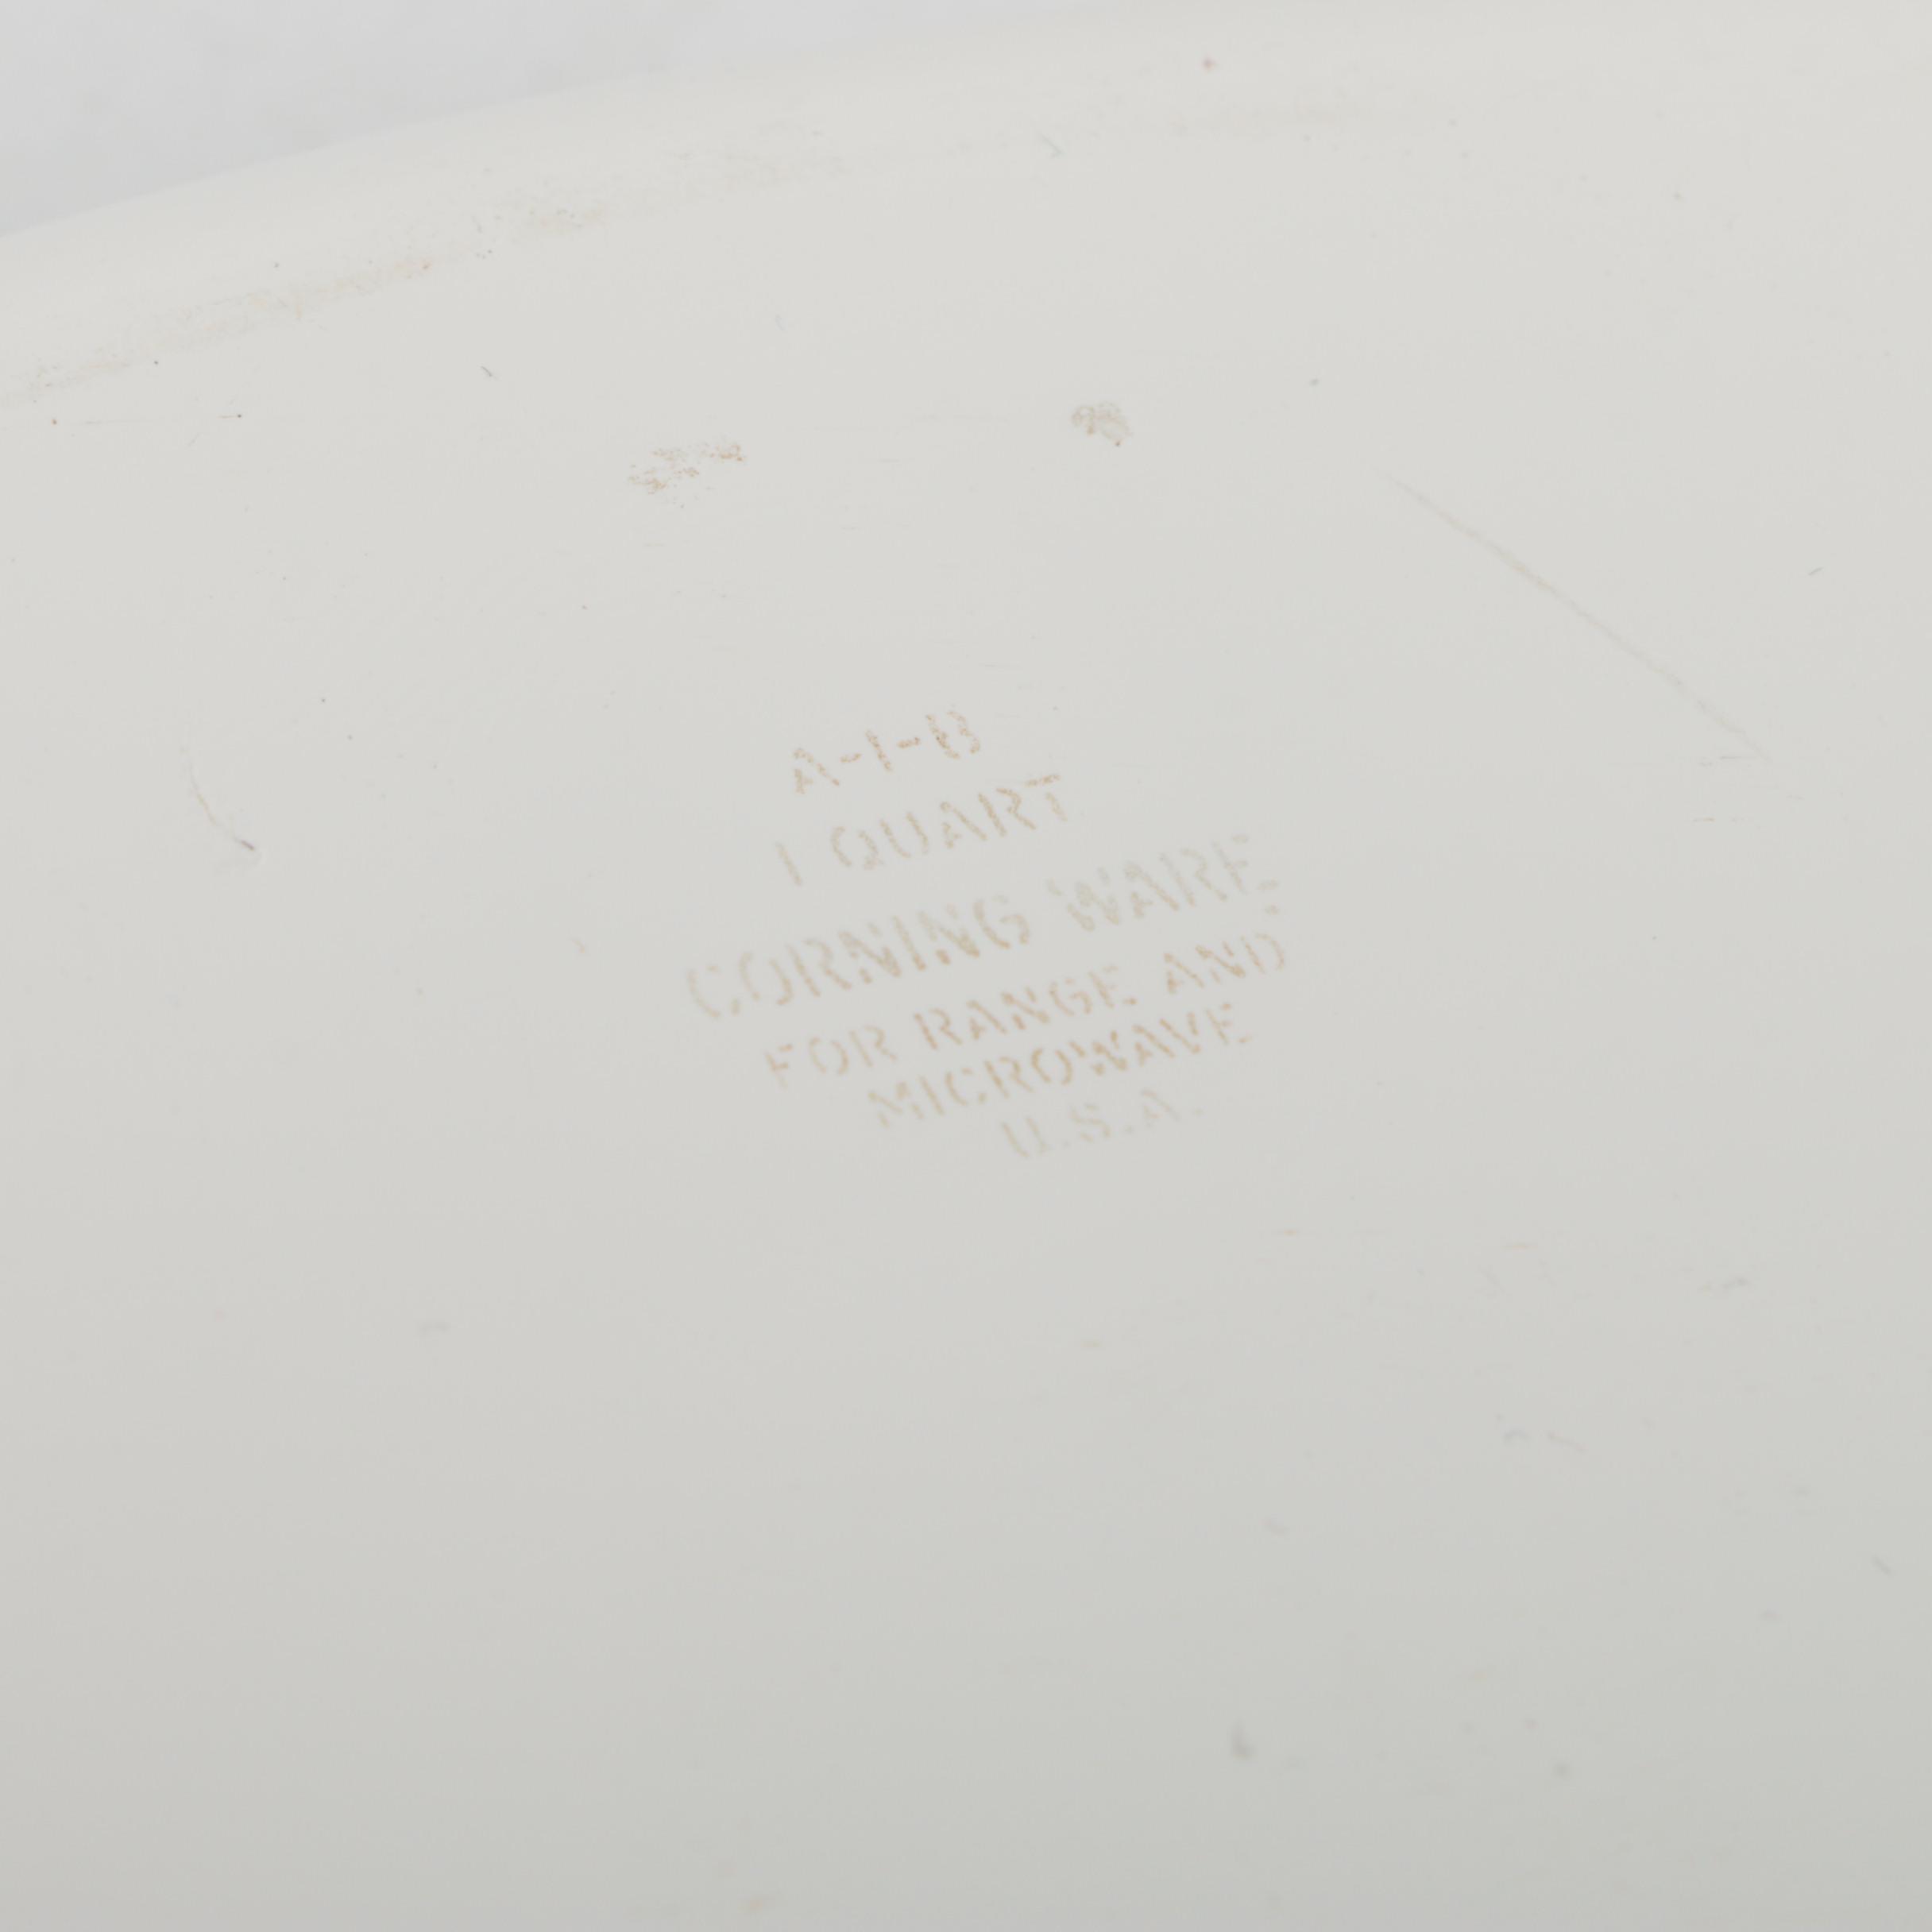 A-1-B
1 QUART
CORNING WARE
FOR RANGE AND
MICROWAVE
U.S.A.